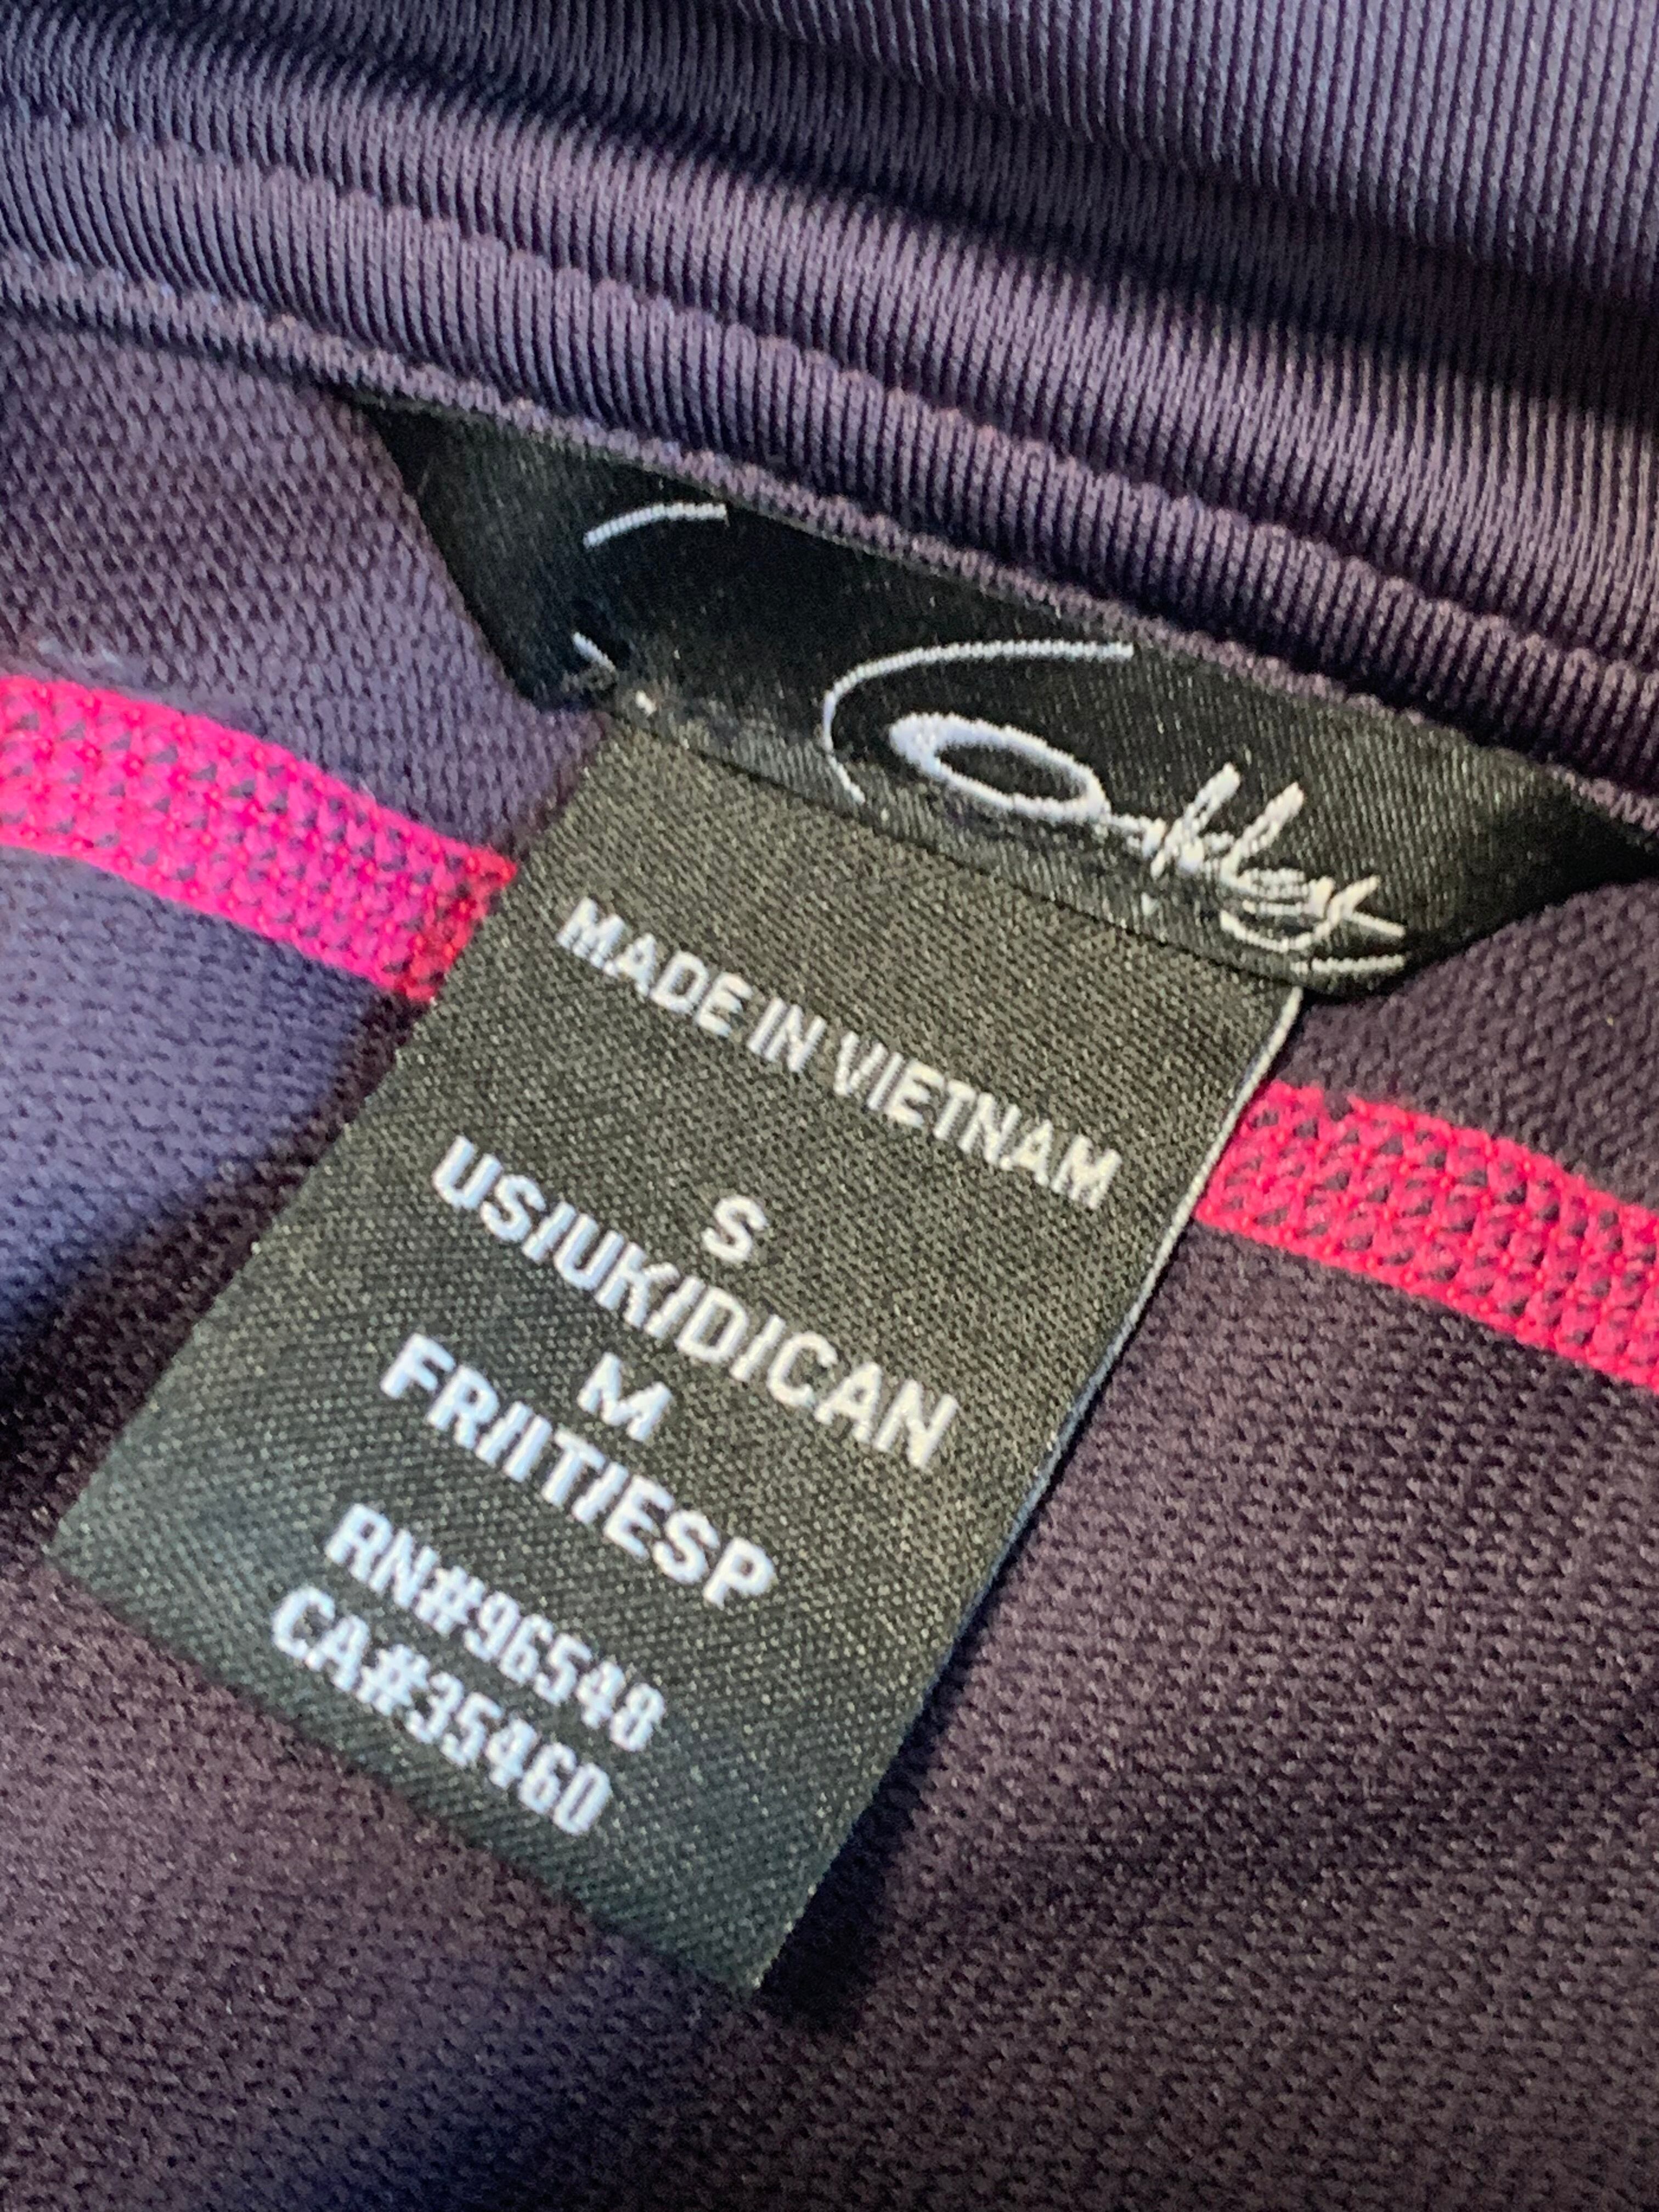 Oakley
MADE IN VIETNAM
S
US/UK/D/CAN
M
FR/IT/ESP
RN#96548
CA#35460